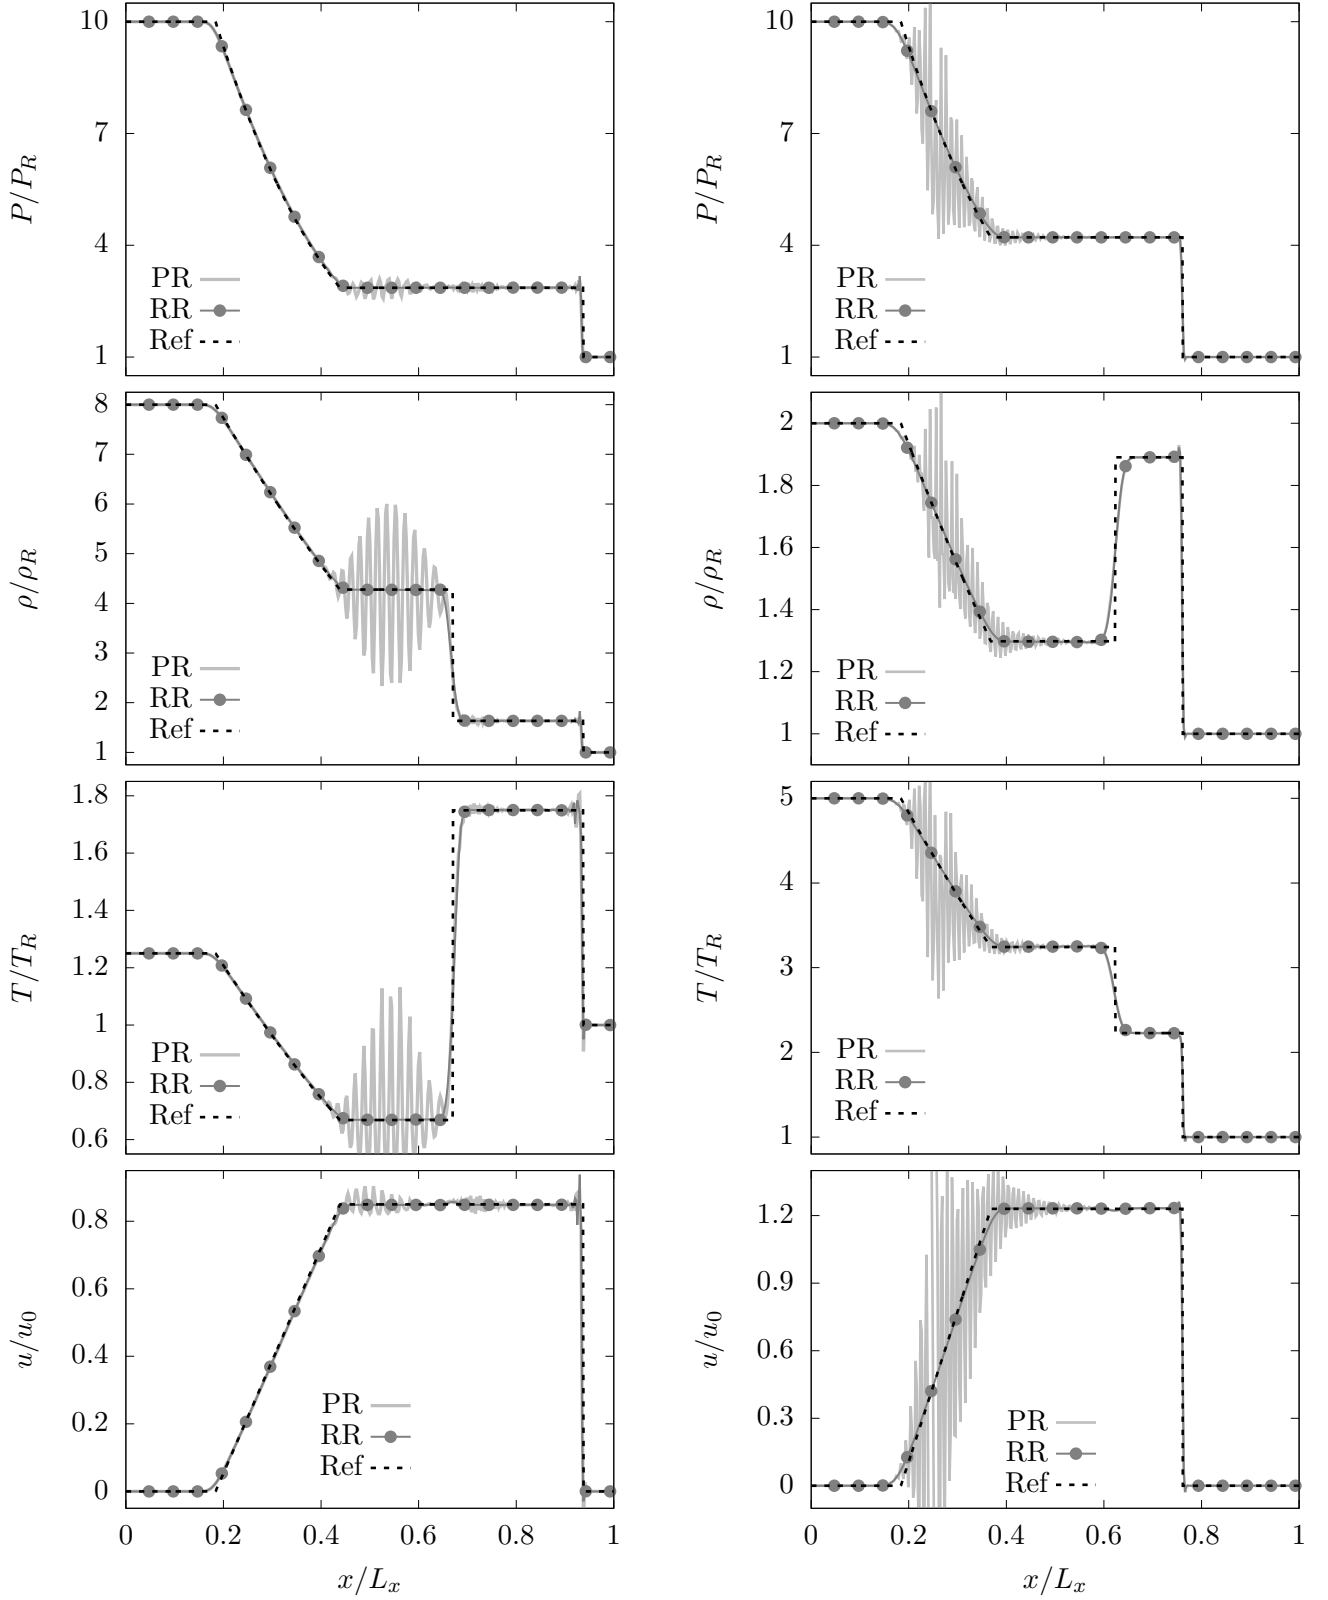 10
7
4
1
P/P_R
PR
RR
Ref
10
7
4
1
P/P_R
PR
RR
Ref
8
7
6
5
4
3
2
1
ρ/ρ_R
PR
RR
Ref
2
1.8
1.6
1.4
1.2
1
ρ/ρ_R
PR
RR
Ref
1.8
1.6
1.4
1.2
1
0.8
0.6
T/T_R
PR
RR
Ref
5
4
3
2
1
T/T_R
PR
RR
Ref
0.8
0.6
0.4
0.2
0
u/u_0
PR
RR
Ref
0 0.2 0.4 0.6 0.8 1
x/L_x
1.2
0.9
0.6
0.3
0
u/u_0
PR
RR
Ref
0 0.2 0.4 0.6 0.8 1
x/L_x